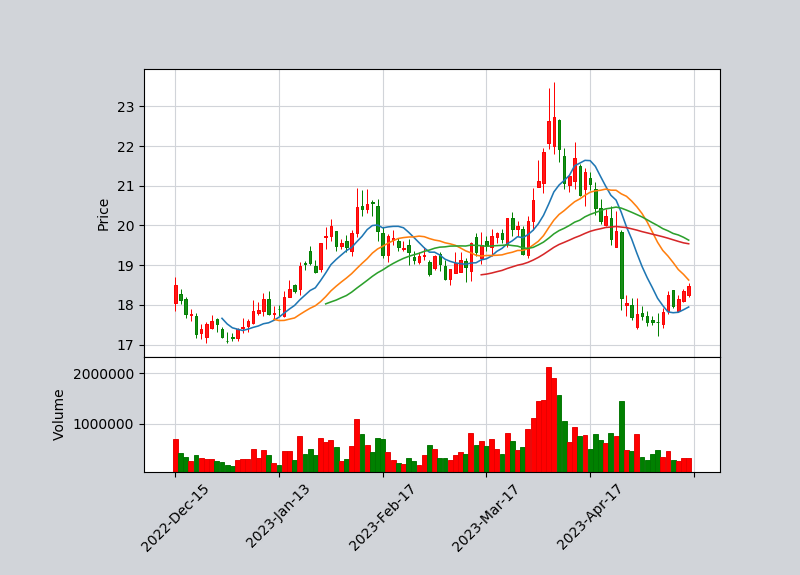 23
22
21
20
19
18
17
Price
2000000
1000000
Volume
2022-Dec-15
2023-Jan-13
2023-Feb-17
2023-Mar-17
2023-Apr-17